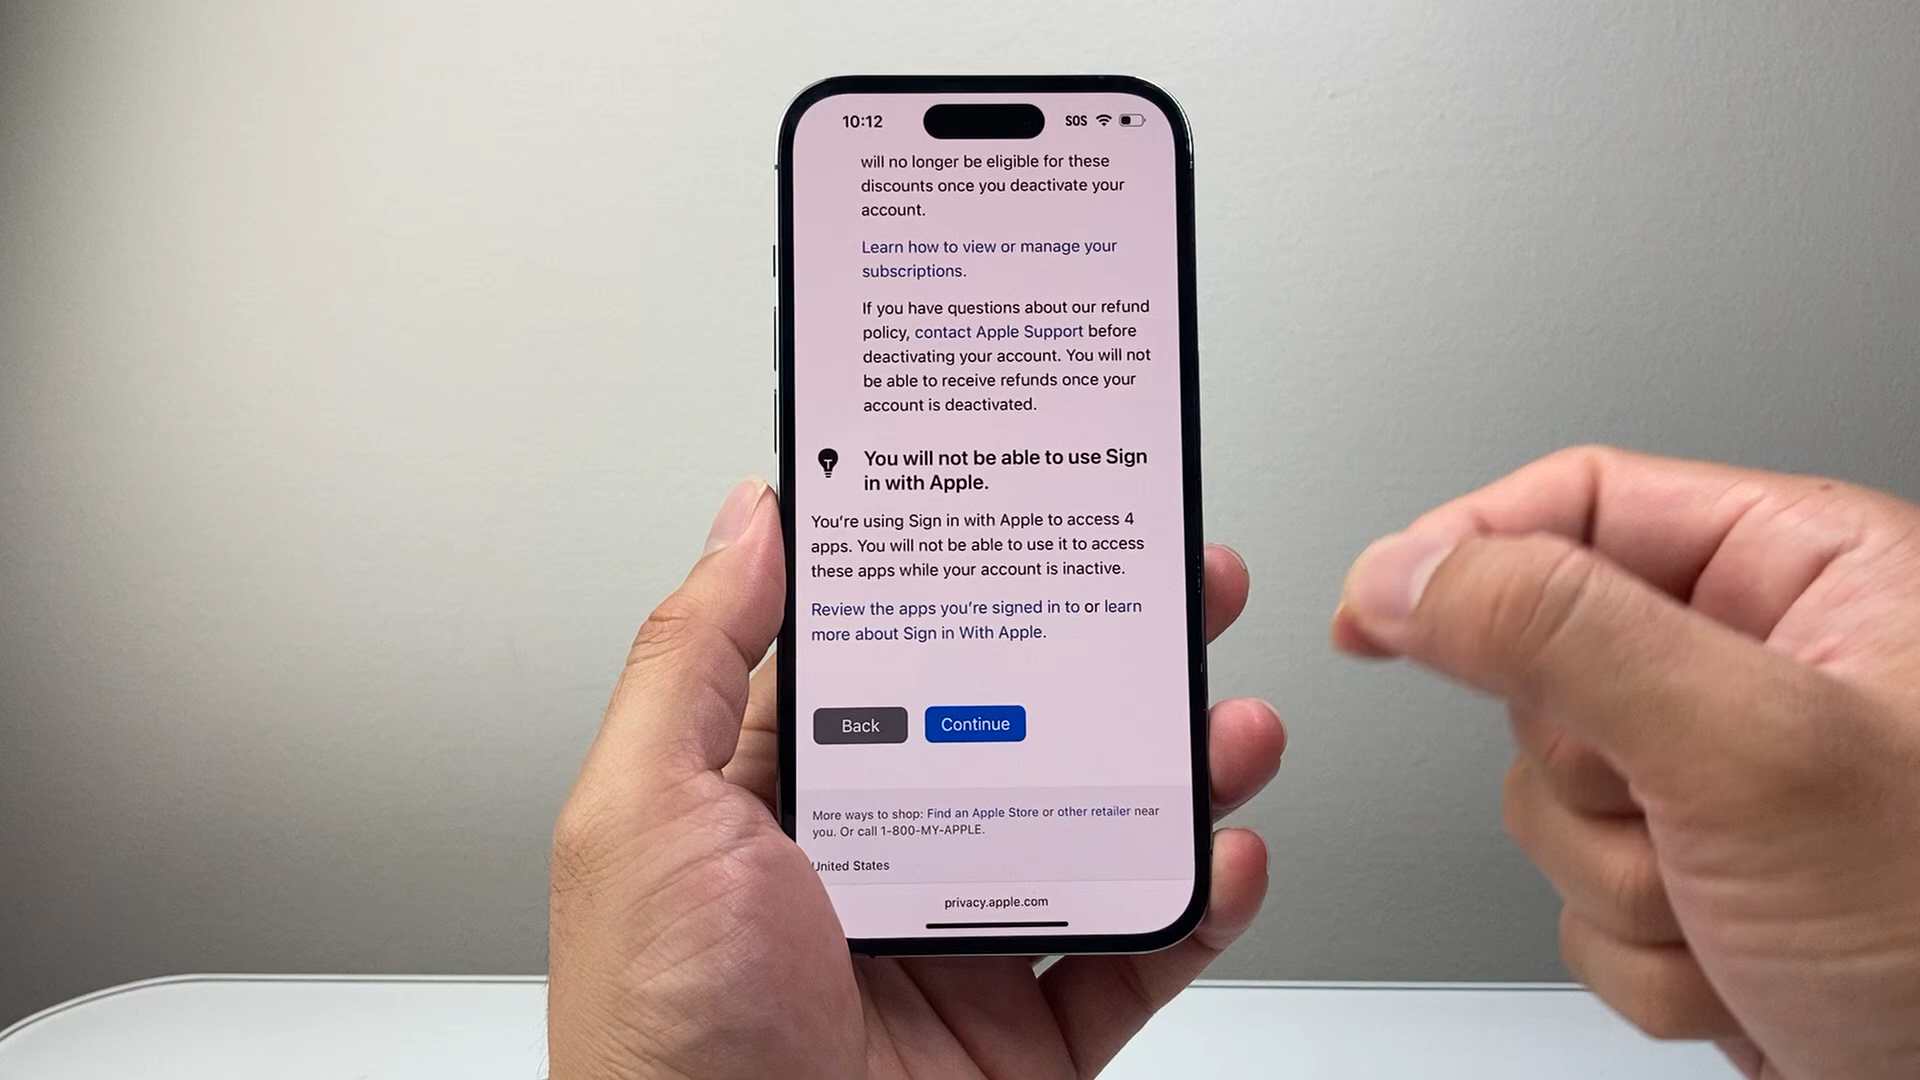 10:12
SOS
will no longer be eligible for these
discounts once you deactivate your
account.
Learn how to view or manage your
subscriptions.
If you have questions about our refund
policy, contact Apple Support before
deactivating your account. You will not
be able to receive refunds once your
account is deactivated.
You will not be able to use Sign
in with Apple.
You’re using Sign in with Apple to access 4
apps. You will not be able to use it to access
these apps while your account is inactive.
Review the apps you’re signed in to or learn
more about Sign in With Apple.
Back
Continue
More ways to shop: Find an Apple Store or other retailer near
you. Or call 1-800-MY-APPLE.
United States
privacy.apple.com